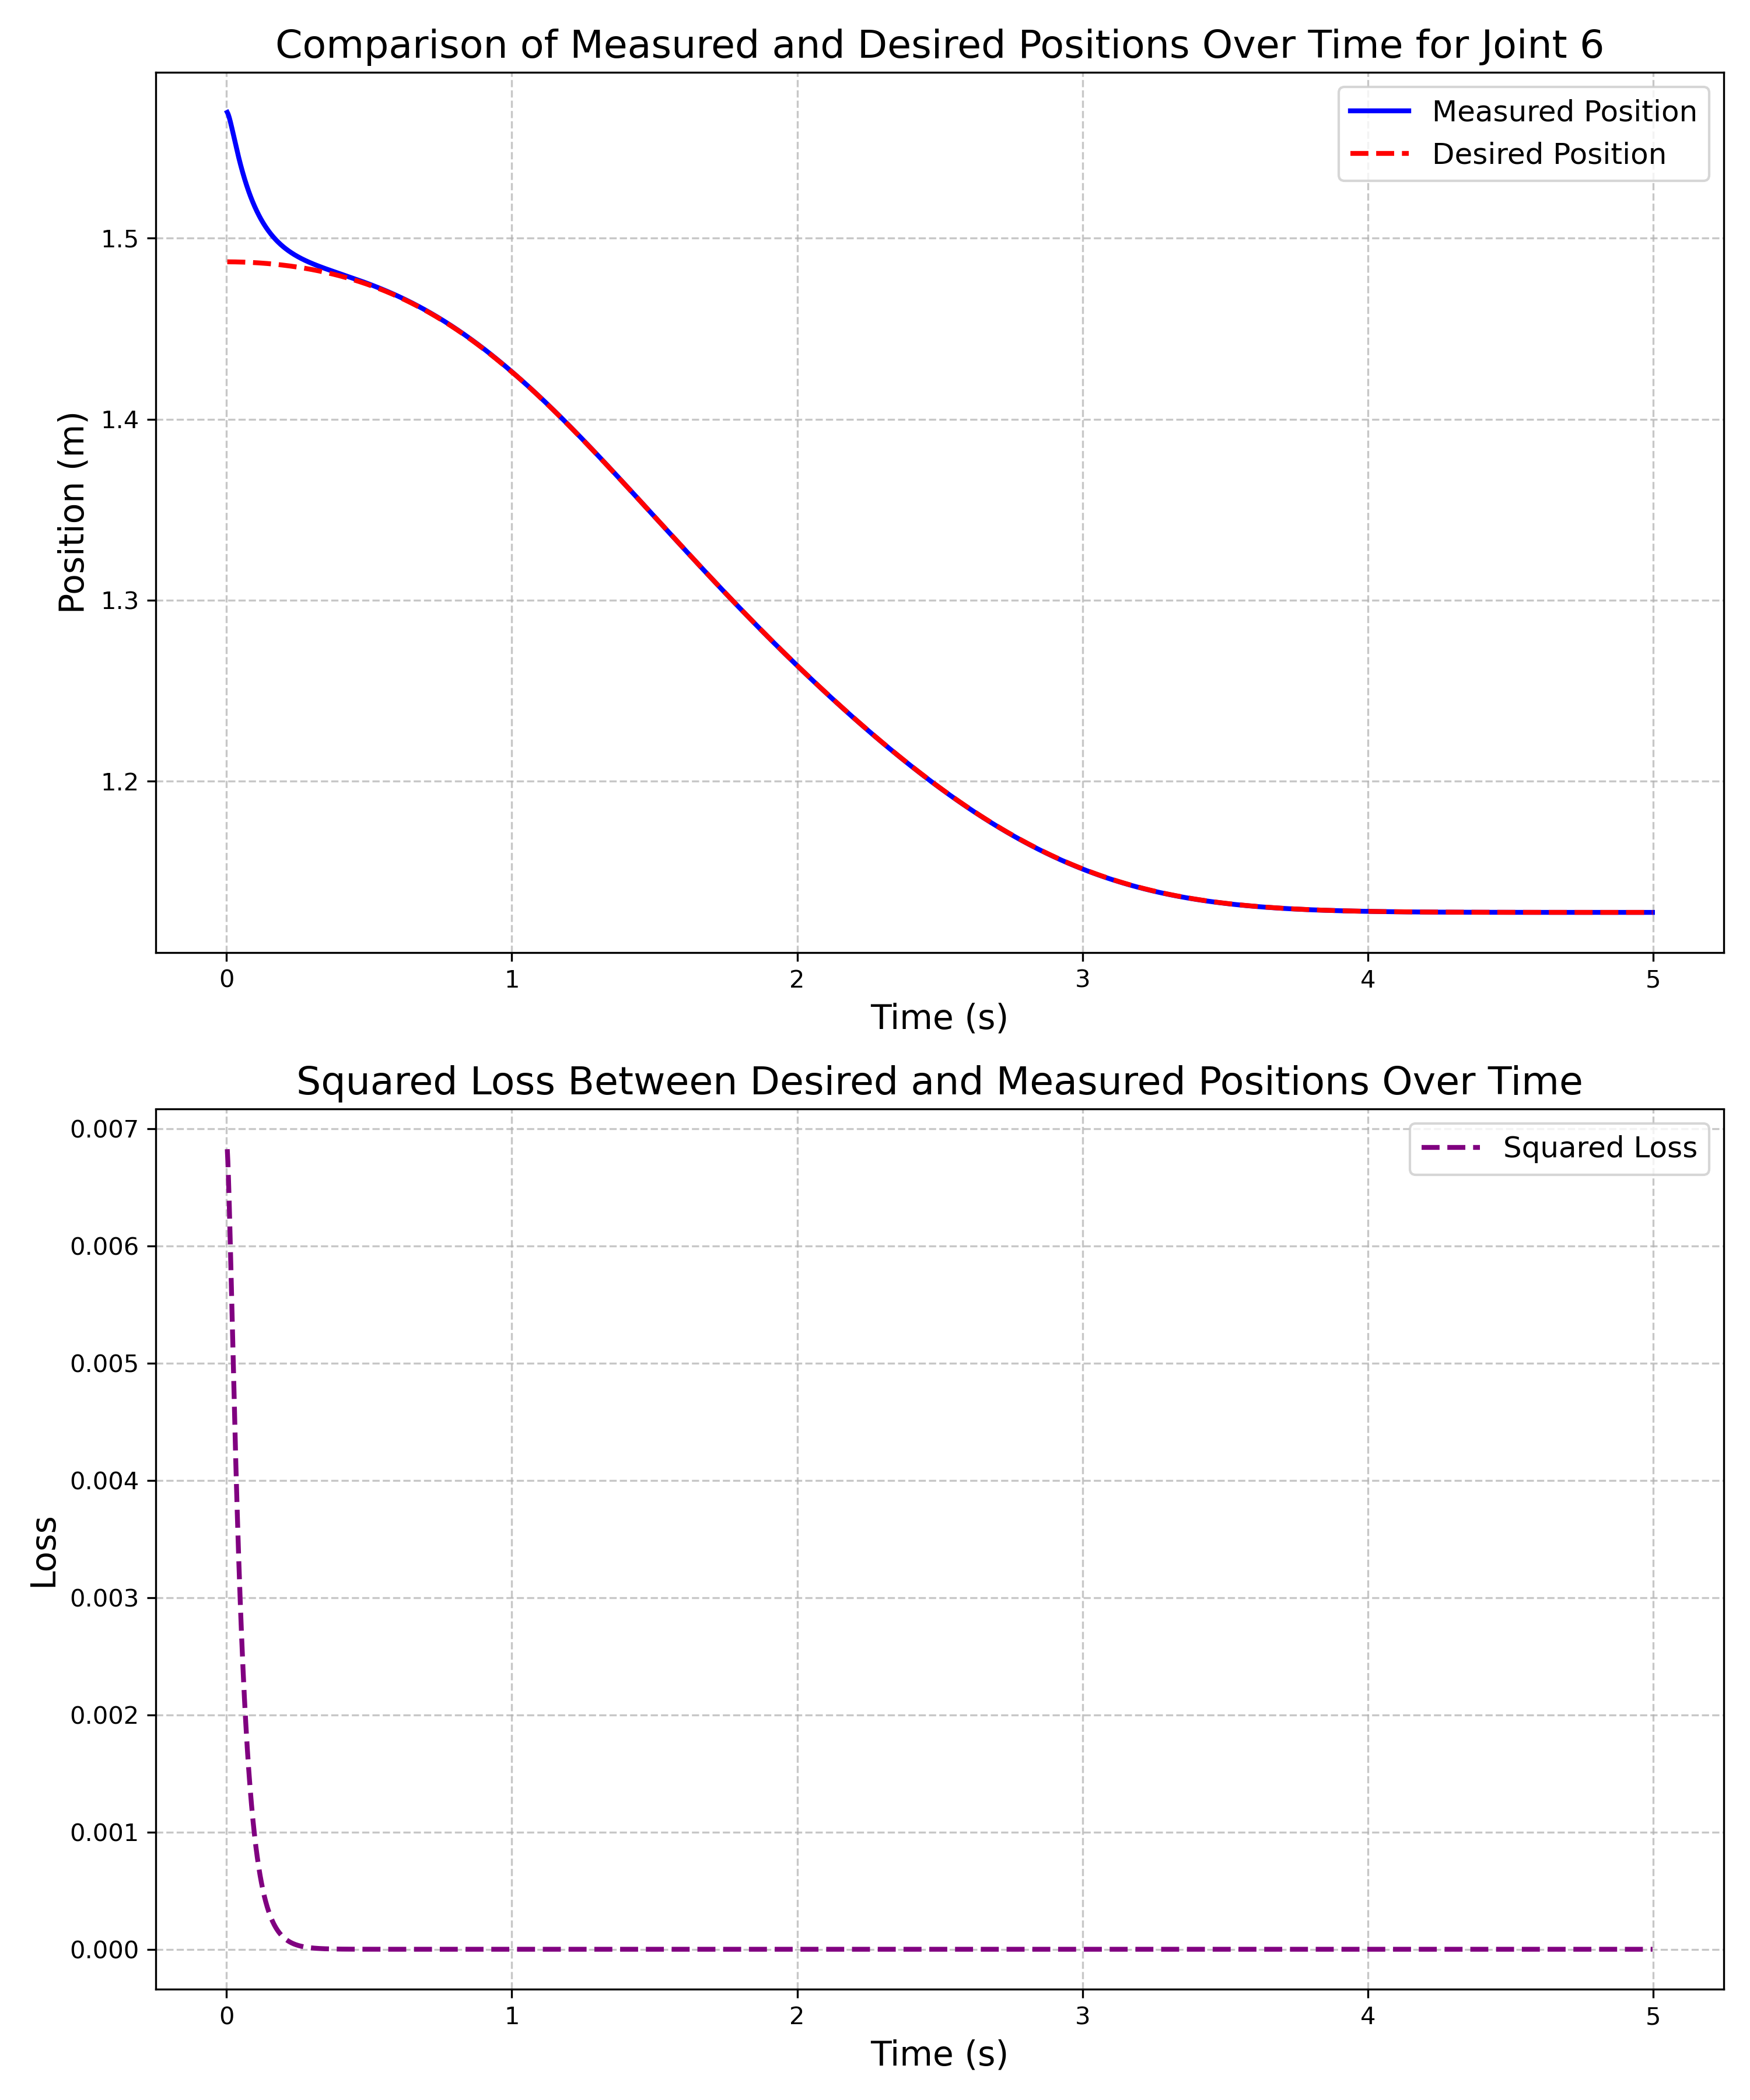 Comparison of Measured and Desired Positions Over Time for Joint 6
Measured Position
Desired Position
Position (m)
1.5
1.4
1.3
1.2
0 1 2 3 4 5
Time (s)
Squared Loss Between Desired and Measured Positions Over Time
Squared Loss
Loss
0.007
0.006
0.005
0.004
0.003
0.002
0.001
0.000
0 1 2 3 4 5
Time (s)